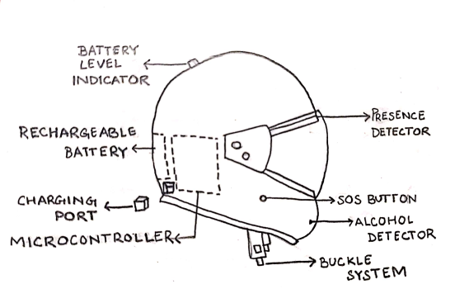 BATTERY
LEVEL
INDICATOR
PRESENCE
DETECTOR
RECHARGEABLE
BATTERY
CHARGING
PORT
SOS BUTTON
ALCOHOL
DETECTOR
MICROCONTROLLER
BUCKLE
SYSTEM